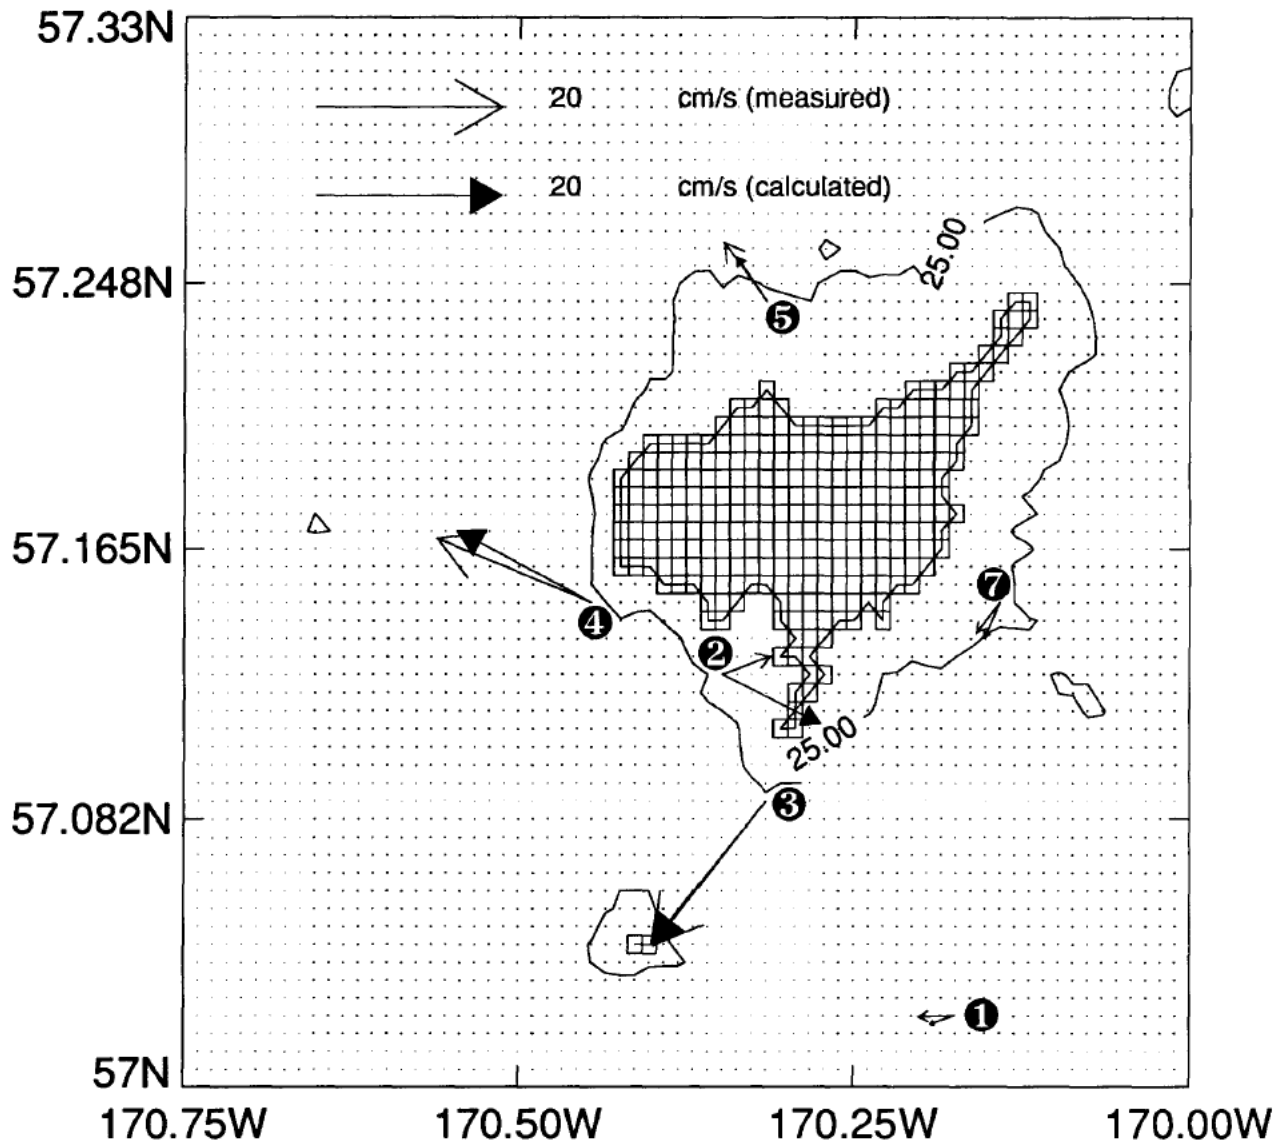 57.33N
20 cm/s (measured)
20 cm/s (calculated)
25.00
57.248N
5
57.165N
7
4
2
25.00
3
57.082N
1
57N
170.75W 170.50W 170.25W 170.00W